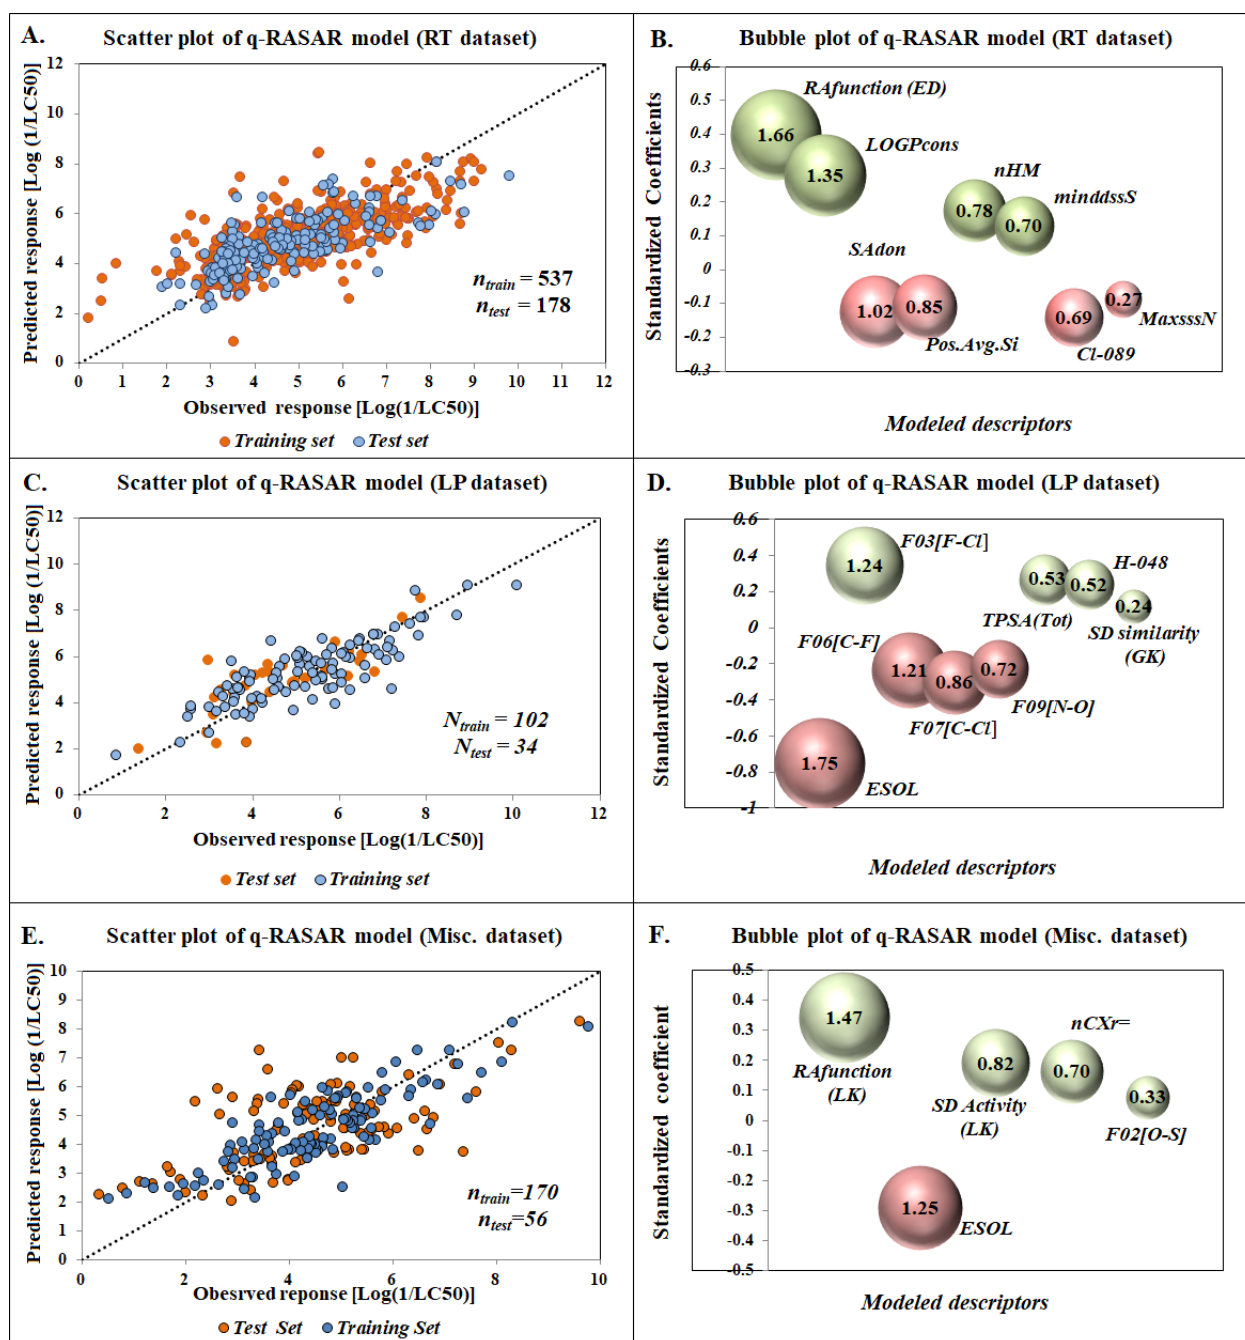 A.
Scatter plot of q-RASAR model (RT dataset)
Predicted response [Log (1/LC50)]
12
10
8
6
4
2
0
0 1 2 3 4 5 6 7 8 9 10 11 12
n_train = 537
n_test = 178
Observed response [Log(1/LC50)]
Training set Test set
B.
Bubble plot of q-RASAR model (RT dataset)
Standardized Coefficients
0.6
0.5
0.4
0.3
0.2
0.1
0
-0.1
-0.2
-0.3
RAfunction (ED)
1.66
LOGPcons
1.35
nHM
0.78
minddssS
0.70
SAdon
1.02
0.85
Pos.Avg.Si
0.69
Cl-089
0.27
MaxsssN
Modeled descriptors
C.
Scatter plot of q-RASAR model (LP dataset)
Predicted response [Log (1/LC50)]
12
10
8
6
4
2
0
0 2 4 6 8 10 12
N_train = 102
N_test = 34
Observed response [Log(1/LC50)]
Test set Training set
D.
Bubble plot of q-RASAR model (LP dataset)
Standardized Coefficients
0.6
0.4
0.2
0
-0.2
-0.4
-0.6
-0.8
-1
F03[F-Cl]
1.24
H-048
0.53
0.52
0.24
TPSA(Tot)
SD similarity
(GK)
F06[C-F]
1.21
0.86
0.72
F09[N-O]
F07[C-Cl]
1.75
ESOL
Modeled descriptors
E.
Scatter plot of q-RASAR model (Misc. dataset)
Predicted response [Log (1/LC50)]
10
9
8
7
6
5
4
3
2
1
0
0 2 4 6 8 10
n_train=170
n_test=56
Obesrved reponse [Log(1/LC50)]
Test Set Training Set
F.
Bubble plot of q-RASAR model (Misc. dataset)
Standardized coefficient
0.5
0.4
0.3
0.2
0.1
0
-0.1
-0.2
-0.3
-0.4
-0.5
1.47
RAfunction
(LK)
nCXr=
0.82
SD Activity
(LK)
0.70
0.33
F02[O-S]
1.25
ESOL
Modeled descriptors